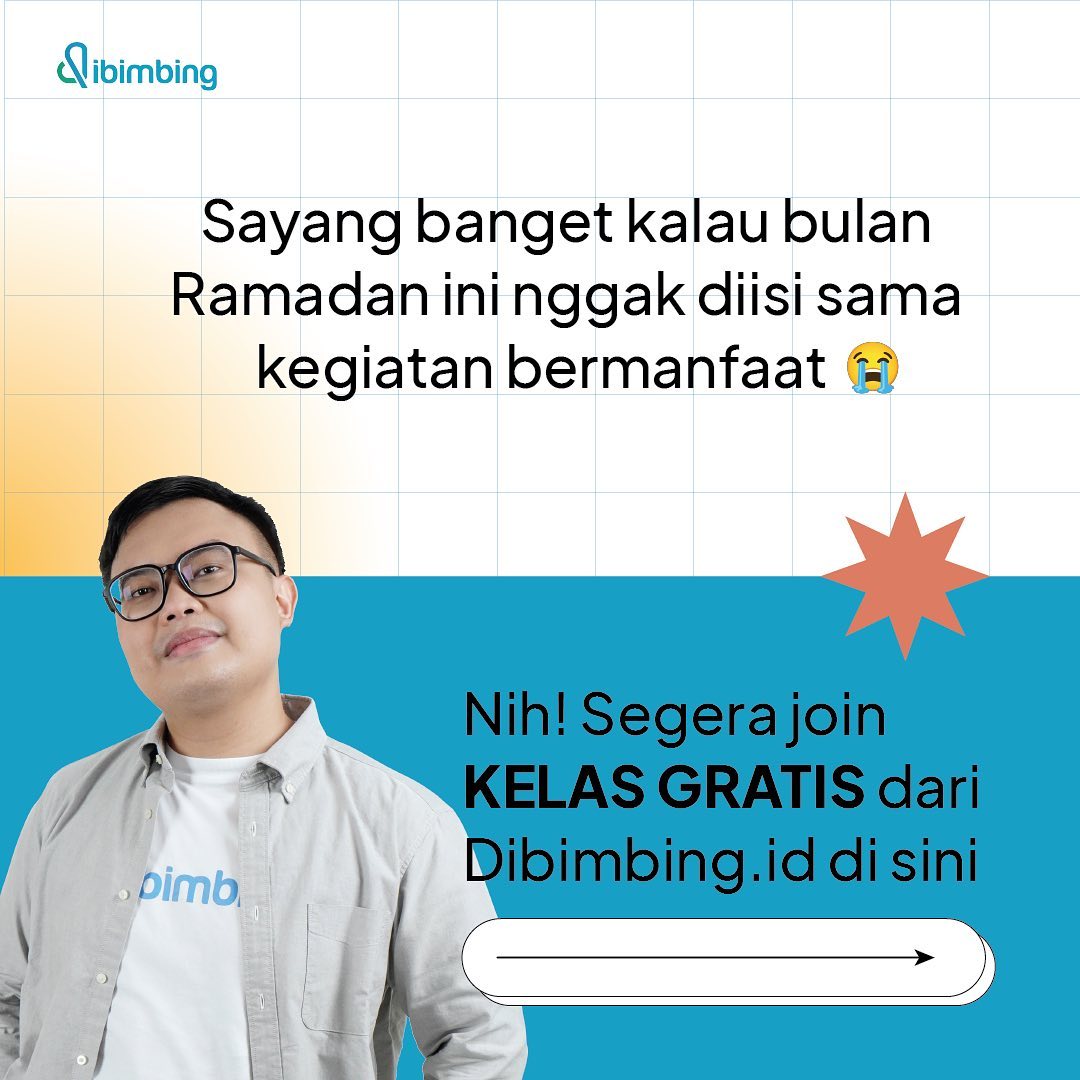 dibimbing
Sayang banget kalau bulan
Ramadan ini nggak diisi sama
kegiatan bermanfaat 😭
Nih! Segera join
KELAS GRATIS dari
Dibimbing.id di sini
bimb